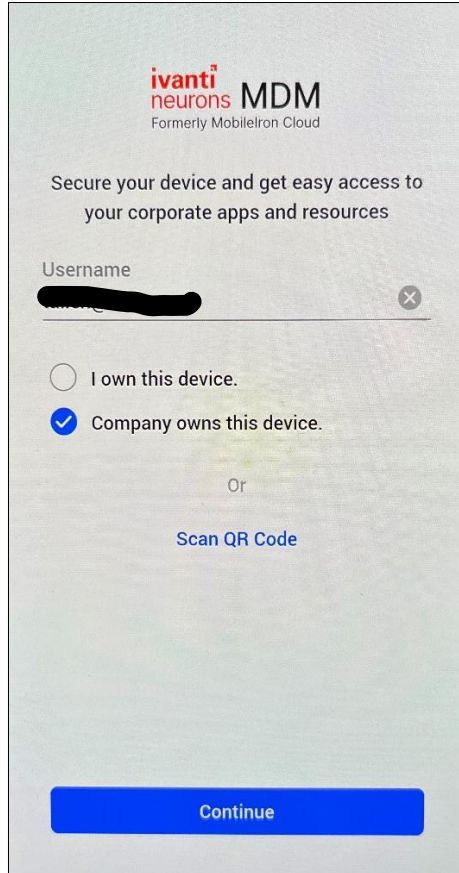 ivanti
neurons MDM
Formerly MobileIron Cloud
Secure your device and get easy access to
your corporate apps and resources
Username
I own this device.
Company owns this device.
Or
Scan QR Code
Continue